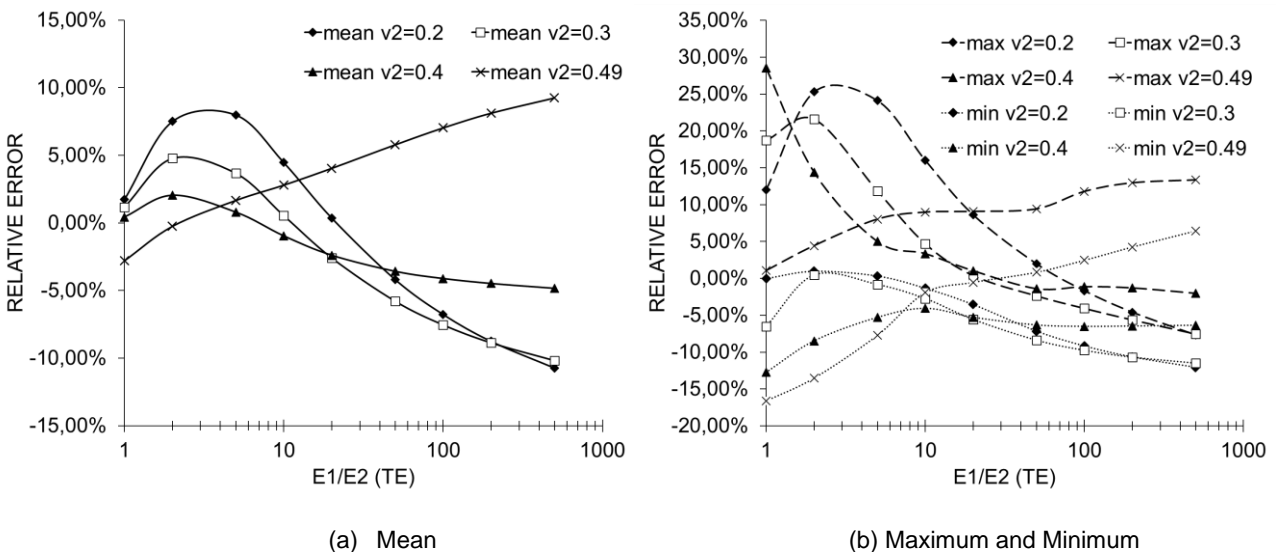 15,00%
10,00%
5,00%
0,00%
-5,00%
-10,00%
-15,00%
RELATIVE ERROR
mean v2=0.2 mean v2=0.3
mean v2=0.4 mean v2=0.49
1 10 100 1000
E1/E2 (TE)
(a) Mean
35,00%
30,00%
25,00%
20,00%
15,00%
10,00%
5,00%
0,00%
-5,00%
-10,00%
-15,00%
-20,00%
RELATIVE ERROR
max v2=0.2 max v2=0.3
max v2=0.4 max v2=0.49
min v2=0.2 min v2=0.3
min v2=0.4 min v2=0.49
1 10 100 1000
E1/E2 (TE)
(b) Maximum and Minimum